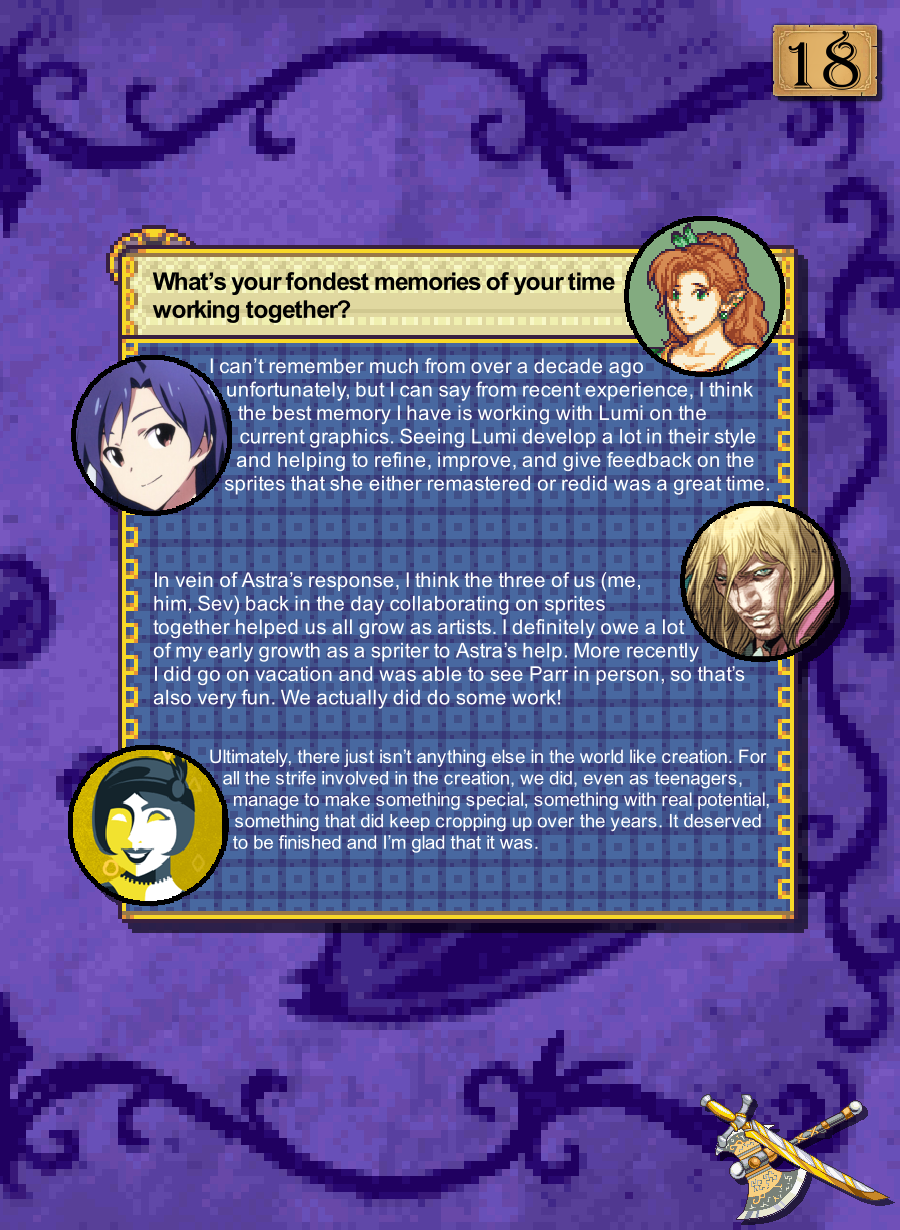 18
What's your fondest memories of your time
working together?
I can't remember much from over a decade ago
unfortunately, but I can say from recent experience, I think
the best memory I have is working with Lumi on the
current graphics. Seeing Lumi develop a lot in their style
and helping to refine, improve, and give feedback on the
sprites that she either remastered or redid was a great time.
In vein of Astra's response, I think the three of us (me,
him, Sev) back in the day collaborating on sprites
together helped us all grow as artists. I definitely owe a lot
of my early growth as a spriter to Astra's help. More recently
I did go on vacation and was able to see Parr in person, so that's
also very fun. We actually did do some work!
Ultimately, there just isn't anything else in the world like creation. For
all the strife involved in the creation, we did, even as teenagers,
manage to make something special, something with real potential,
something that did keep cropping up over the years. It deserved
to be finished and I'm glad that it was.